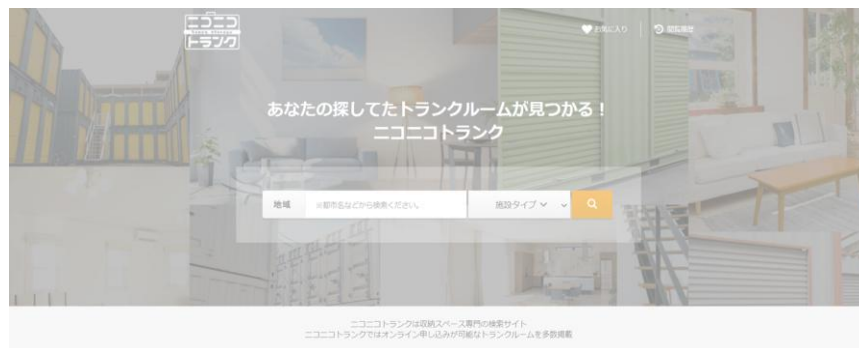 ニコニコ
トランク
お気に入り
閲覧履歴
あなたの探してたトランクルームが見つかる！
ニコニコトランク
地域
※都市名などから検索ください。
施設タイプ
ニコニコトランクは収納スペース専門の検索サイト
ニコニコトランクではオンライン申し込みが可能なトランクルームを多数掲載